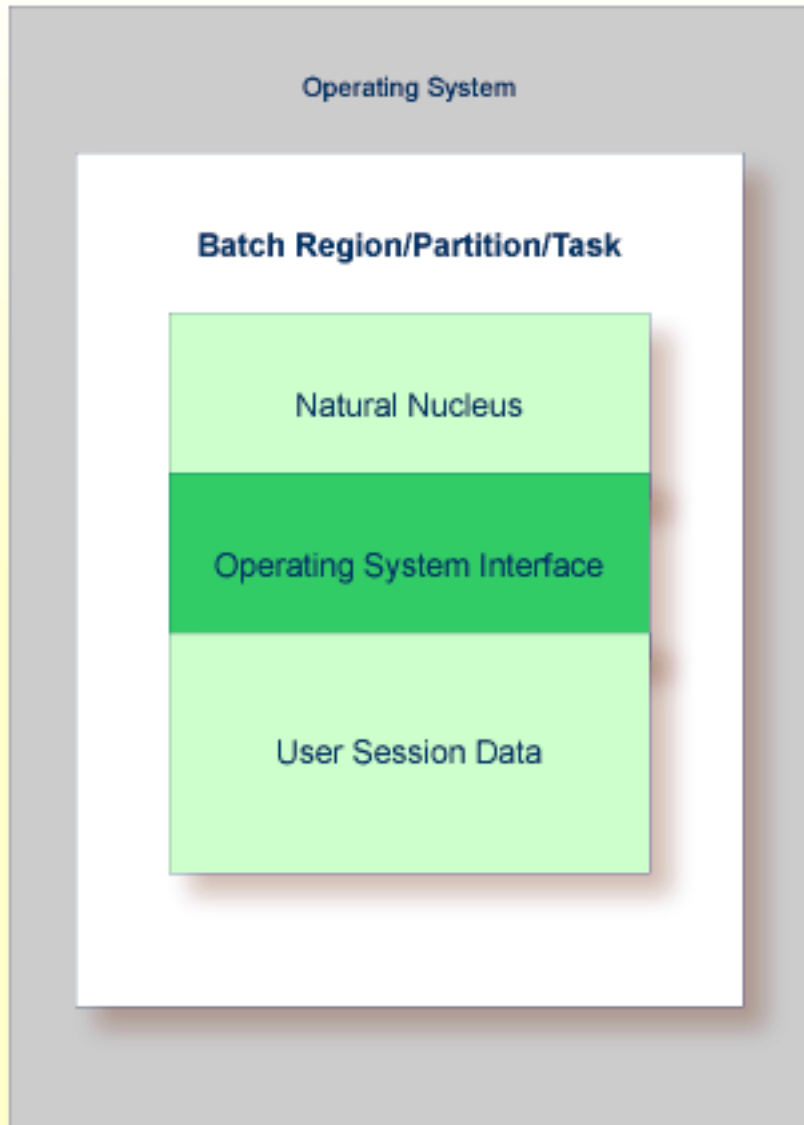 Operating System
Batch Region/Partition/Task
Natural Nucleus
Operating System Interface
User Session Data